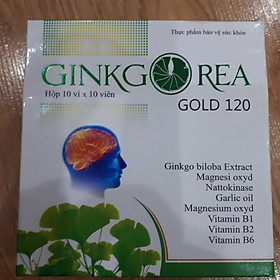 Thực phẩm bảo vệ sức khỏe
GINKGOREA
Hộp 10 vỉ x 10 viên
GOLD 120
Ginkgo biloba Extract
Magnesi oxyd
Nattokinase
Garlic oil
Magnesium oxyd
Vitamin B1
Vitamin B2
Vitamin B6